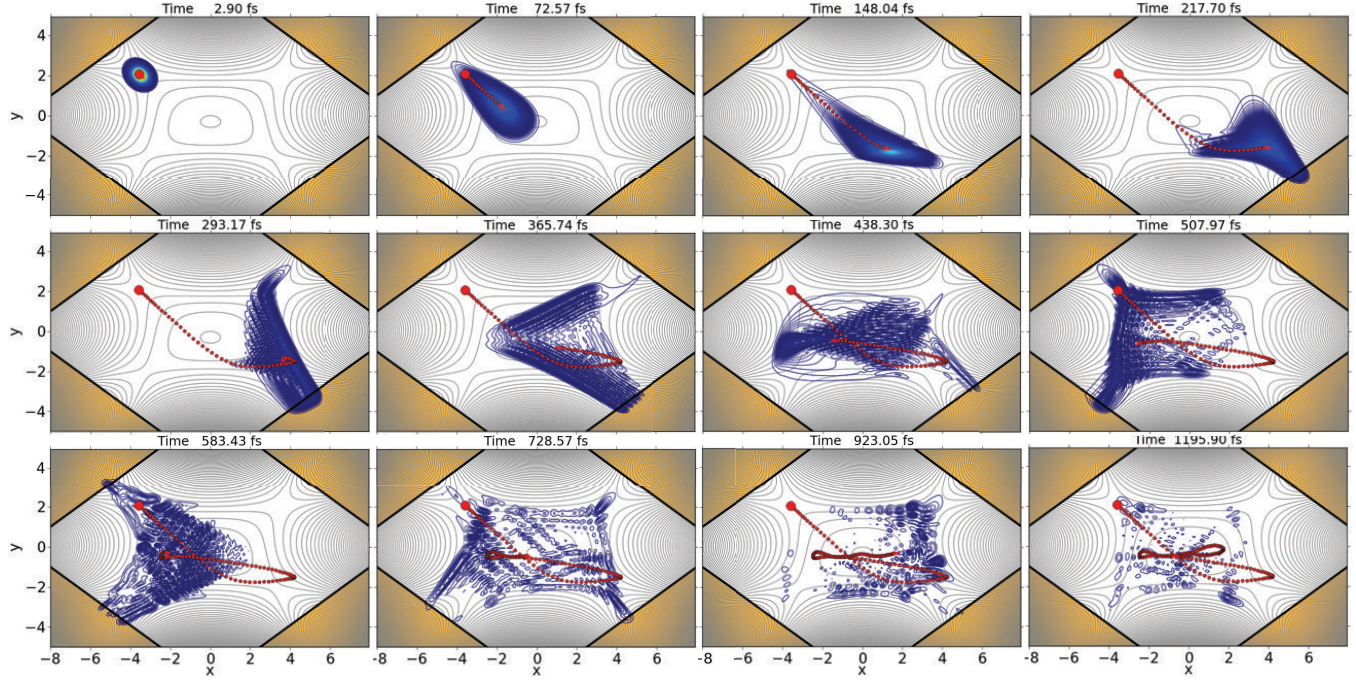 Time 2.90 fs
Time 72.57 fs
Time 148.04 fs
Time 217.70 fs
4
2
0
−2
−4
y
Time 293.17 fs
Time 365.74 fs
Time 438.30 fs
Time 507.97 fs
4
2
0
−2
−4
y
Time 583.43 fs
Time 728.57 fs
Time 923.05 fs
Time 1195.90 fs
4
2
0
−2
−4
y
−8 −6 −4 −2 0 2 4 6 8
−6 −4 −2 0 2 4 6 8
−6 −4 −2 0 2 4 6 8
−6 −4 −2 0 2 4 6 8
x
x
x
x